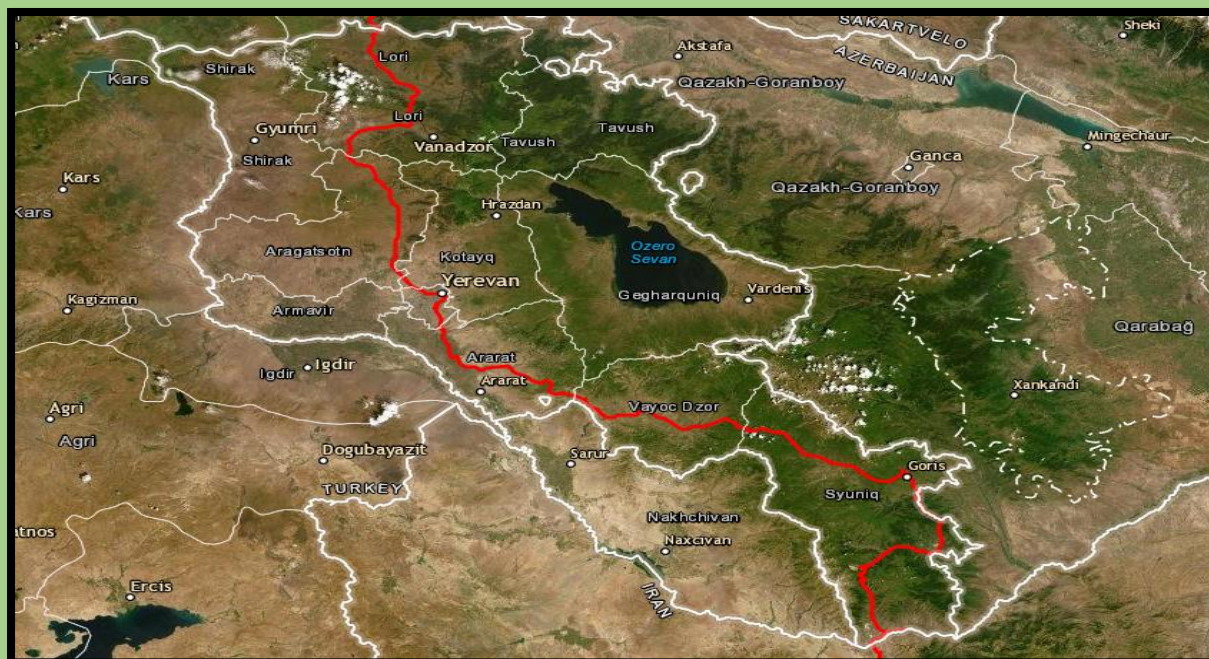 SAKARTVELO
AZERBAIJAN
Sheki
Akstafa
Lori
Shirak
Kars
Qazakh-Goranboy
Mingechaur
Lori
Gyumri
Vanadzor
Tavush
Tavush
Shirak
Ganca
Kars
Kars
Qazakh-Goranboy
Hrazdan
Aragatsotn
Kotayq
Ozero
Sevan
Yerevan
Gegharquniq
Vardenis
Kagizman
Armavir
Qarabağ
Ararat
Igdir
Igdir
Ararat
Xankandi
Agri
Agri
Vayoc Dzor
Dogubayazit
Sarur
Goris
TURKEY
Syuniq
Nakhchivan
Naxcivan
atnos
Ercis
IRAN